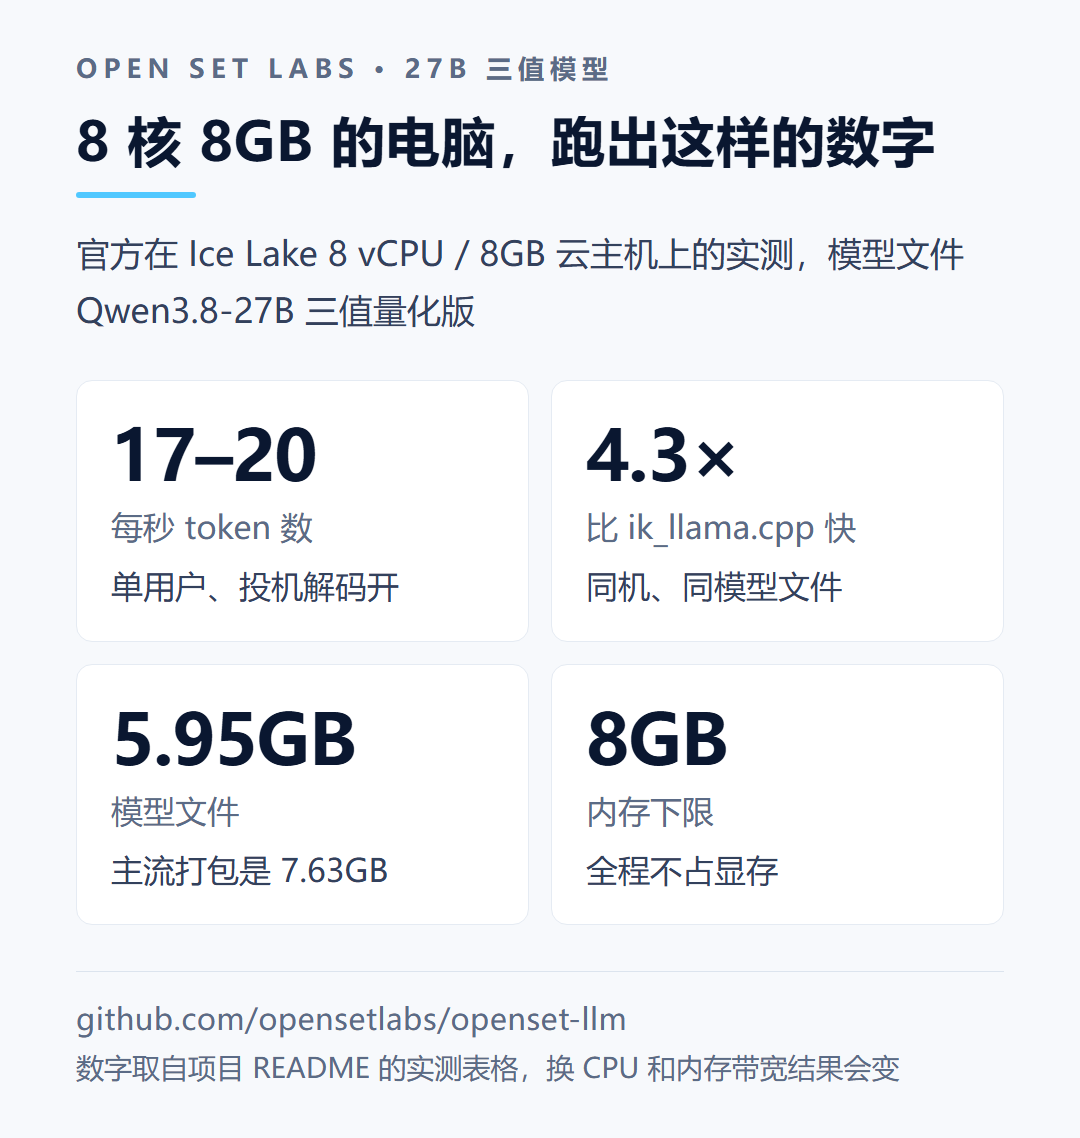 OPEN SET LABS • 27B 三值模型
8 核 8GB 的电脑，跑出这样的数字
官方在 Ice Lake 8 vCPU / 8GB 云主机上的实测，模型文件
Qwen3.8-27B 三值量化版
17–20
每秒 token 数
单用户、投机解码开
4.3×
比 ik_llama.cpp 快
同机、同模型文件
5.95GB
模型文件
主流打包是 7.63GB
8GB
内存下限
全程不占显存
github.com/opensetlabs/openset-llm
数字取自项目 README 的实测表格，换 CPU 和内存带宽结果会变